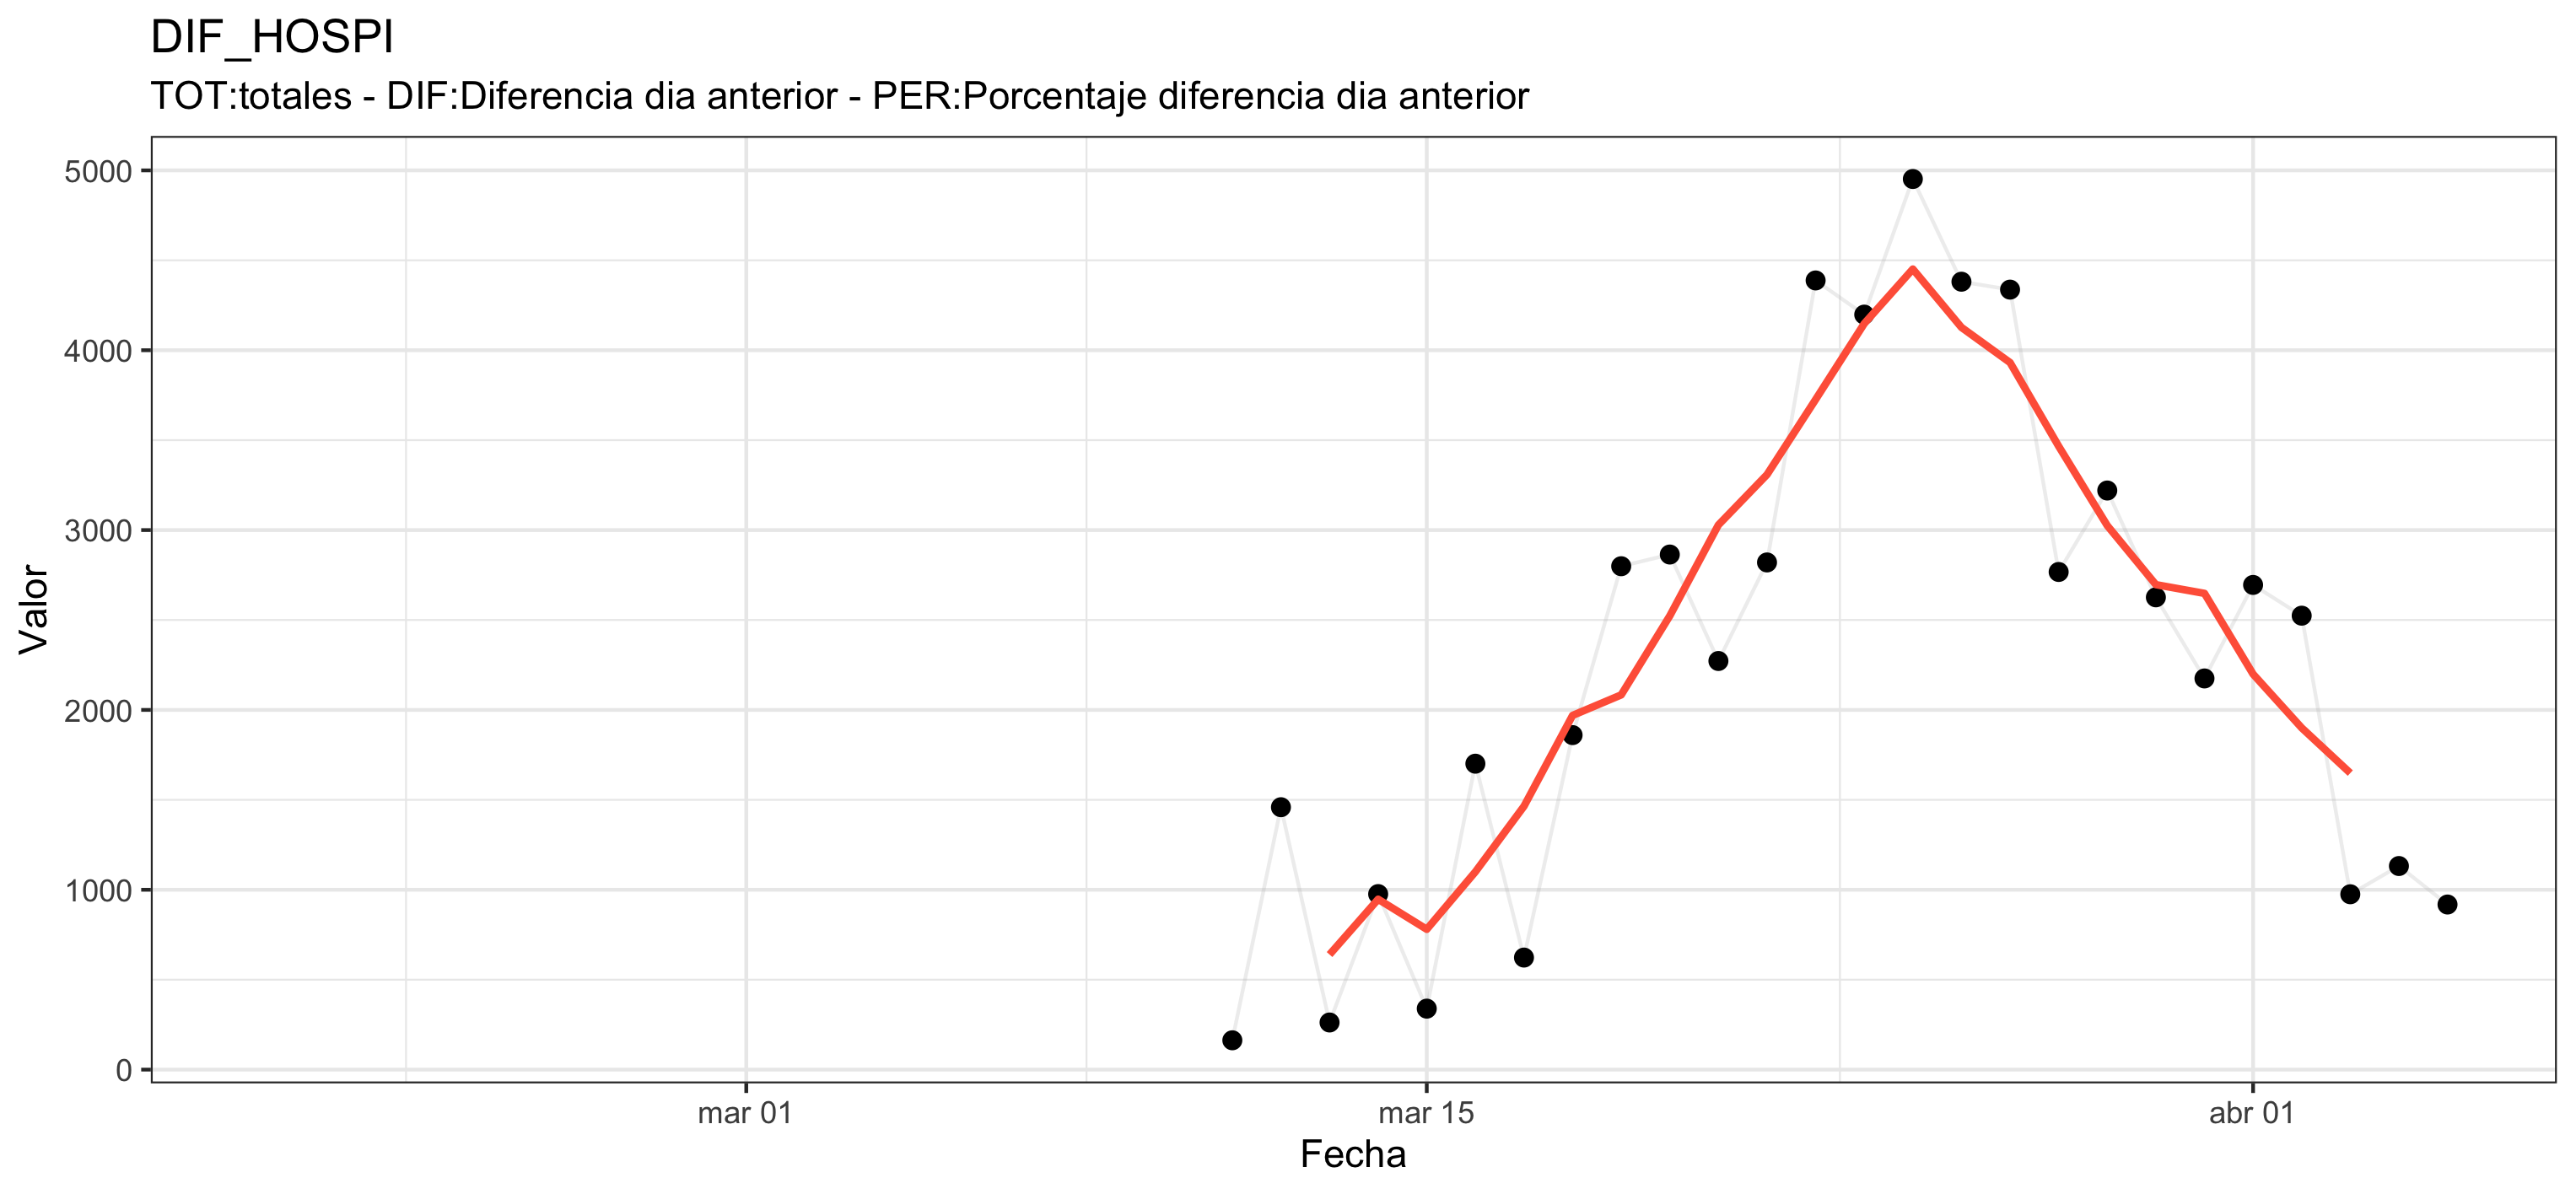 DIF_HOSPI
TOT:totales - DIF:Diferencia dia anterior - PER:Porcentaje diferencia dia anterior
5000
4000
3000
2000
1000
0
Valor
mar 01
mar 15
abr 01
Fecha